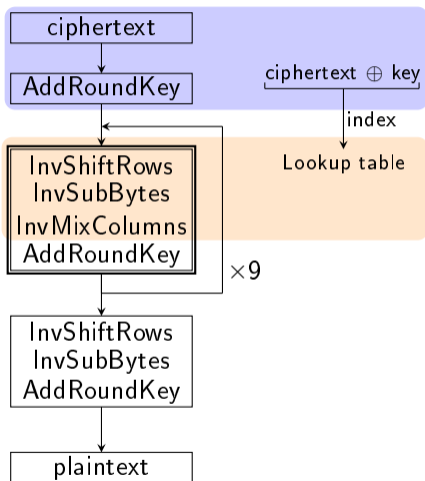 ciphertext
AddRoundKey
ciphertext ⊕ key
index
Lookup table
InvShiftRows
InvSubBytes
InvMixColumns
AddRoundKey
×9
InvShiftRows
InvSubBytes
AddRoundKey
plaintext